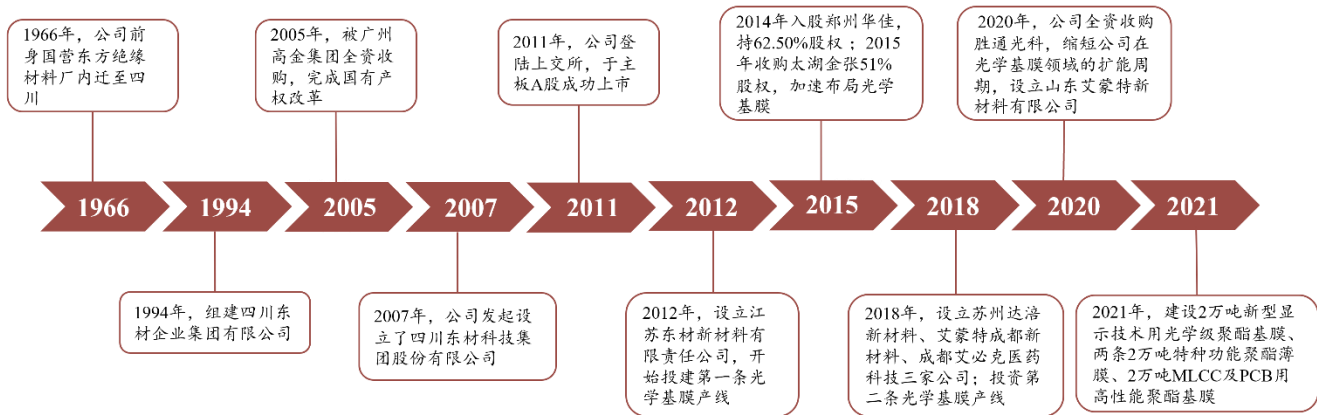 1966年，公司前
身国营东方绝缘
材料厂内迁至四
川
2005年，被广州
高金集团全资收
购，完成国有产
权改革
2011年，公司登
陆上交所，于主
板A股成功上市
2014年入股郑州华佳，
持62.50%股权；2015
年收购太湖金张51%
股权，加速布局光学
基膜
2020年，公司全资收购
胜通光科，缩短公司在
光学基膜领域的扩能周
期，设立山东艾蒙特新
材料有限公司
1966
1994
2005
2007
2011
2012
2015
2018
2020
2021
1994年，组建四川东
材企业集团有限公司
2007年，公司发起设
立了四川东材科技集
团股份有限公司
2012年，设立江
苏东材新材料有
限责任公司，开
始投建第一条光
学基膜产线
2018年，设立苏州达涪
新材料、艾蒙特成都新
材料、成都艾必克医药
科技三家公司；投资第
二条光学基膜产线
2021年，建设2万吨新型显
示技术用光学级聚酯基膜、
两条2万吨特种功能聚酯薄
膜、2万吨MLCC及PCB用
高性能聚酯基膜